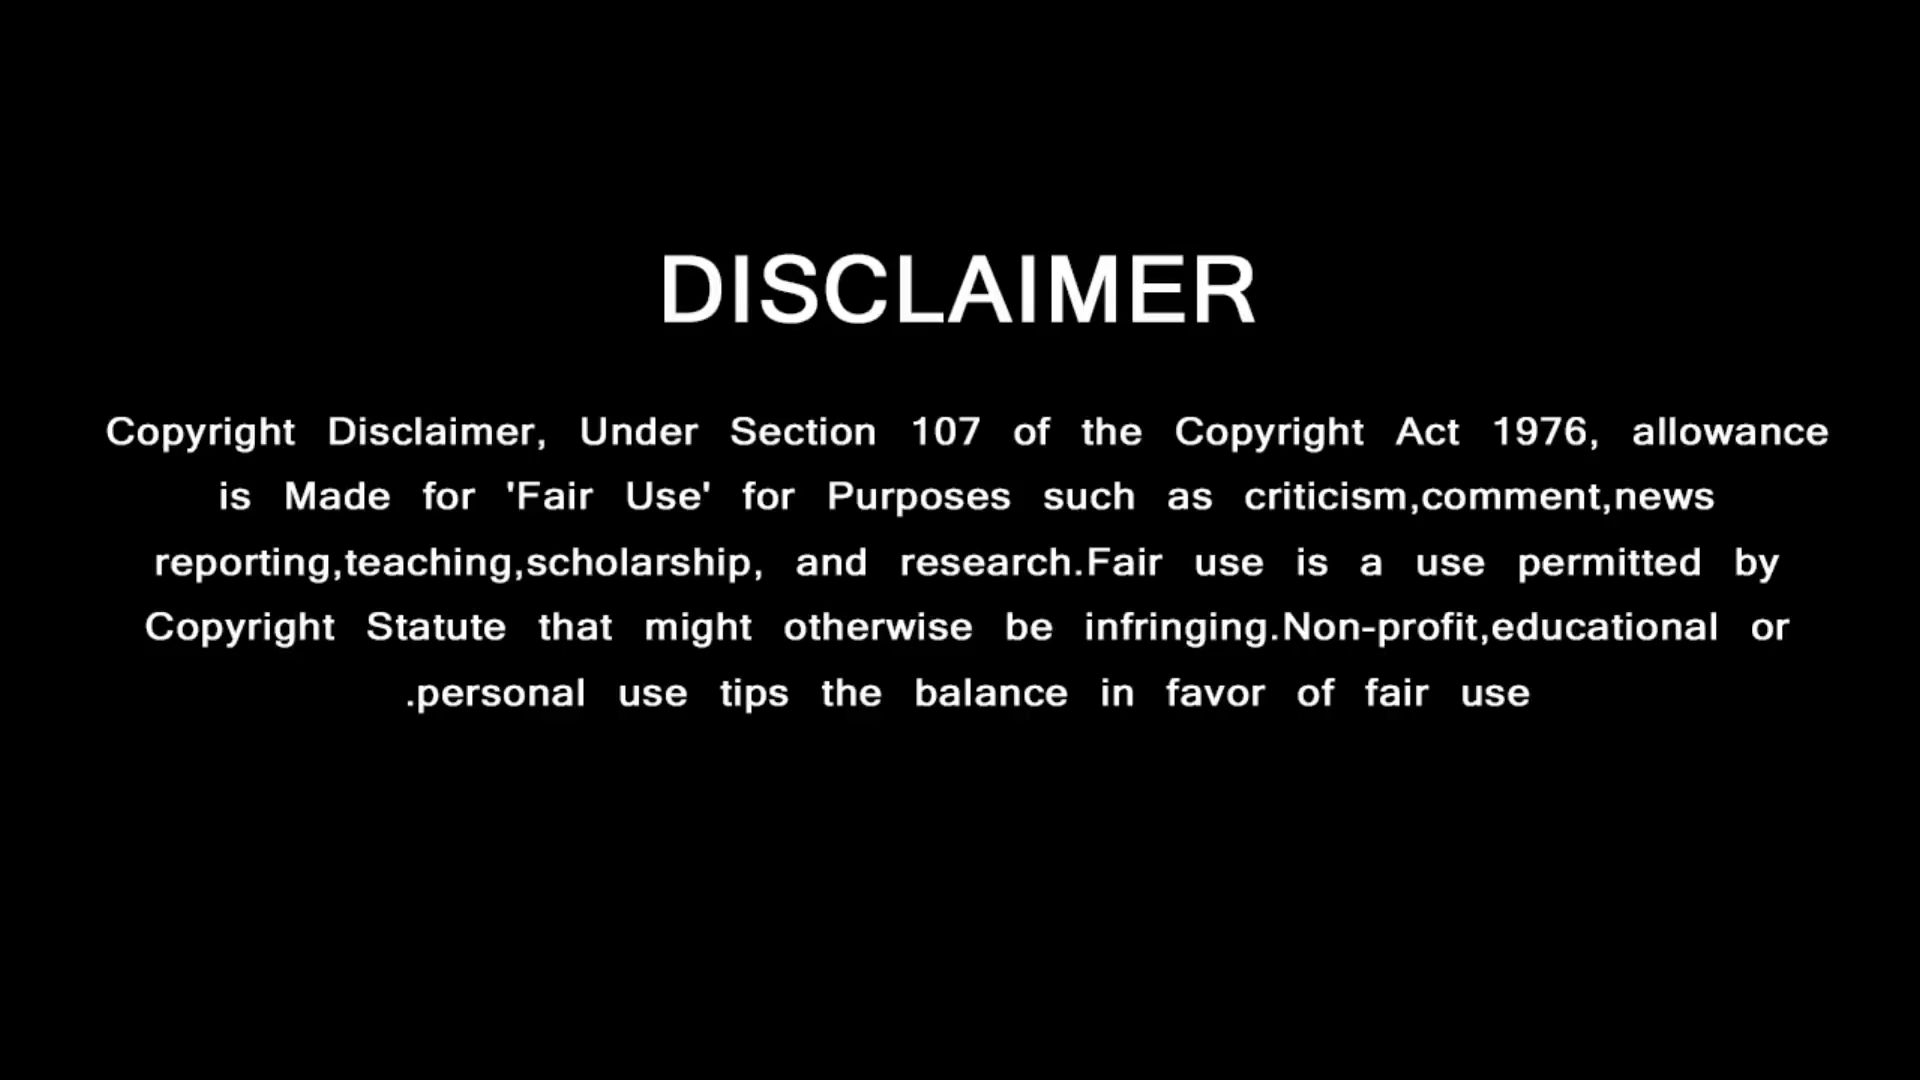 DISCLAIMER
Copyright Disclaimer, Under Section 107 of the Copyright Act 1976, allowance
is Made for 'Fair Use' for Purposes such as criticism,comment,news
reporting,teaching,scholarship, and research.Fair use is a use permitted by
Copyright Statute that might otherwise be infringing.Non-profit,educational or
.personal use tips the balance in favor of fair use